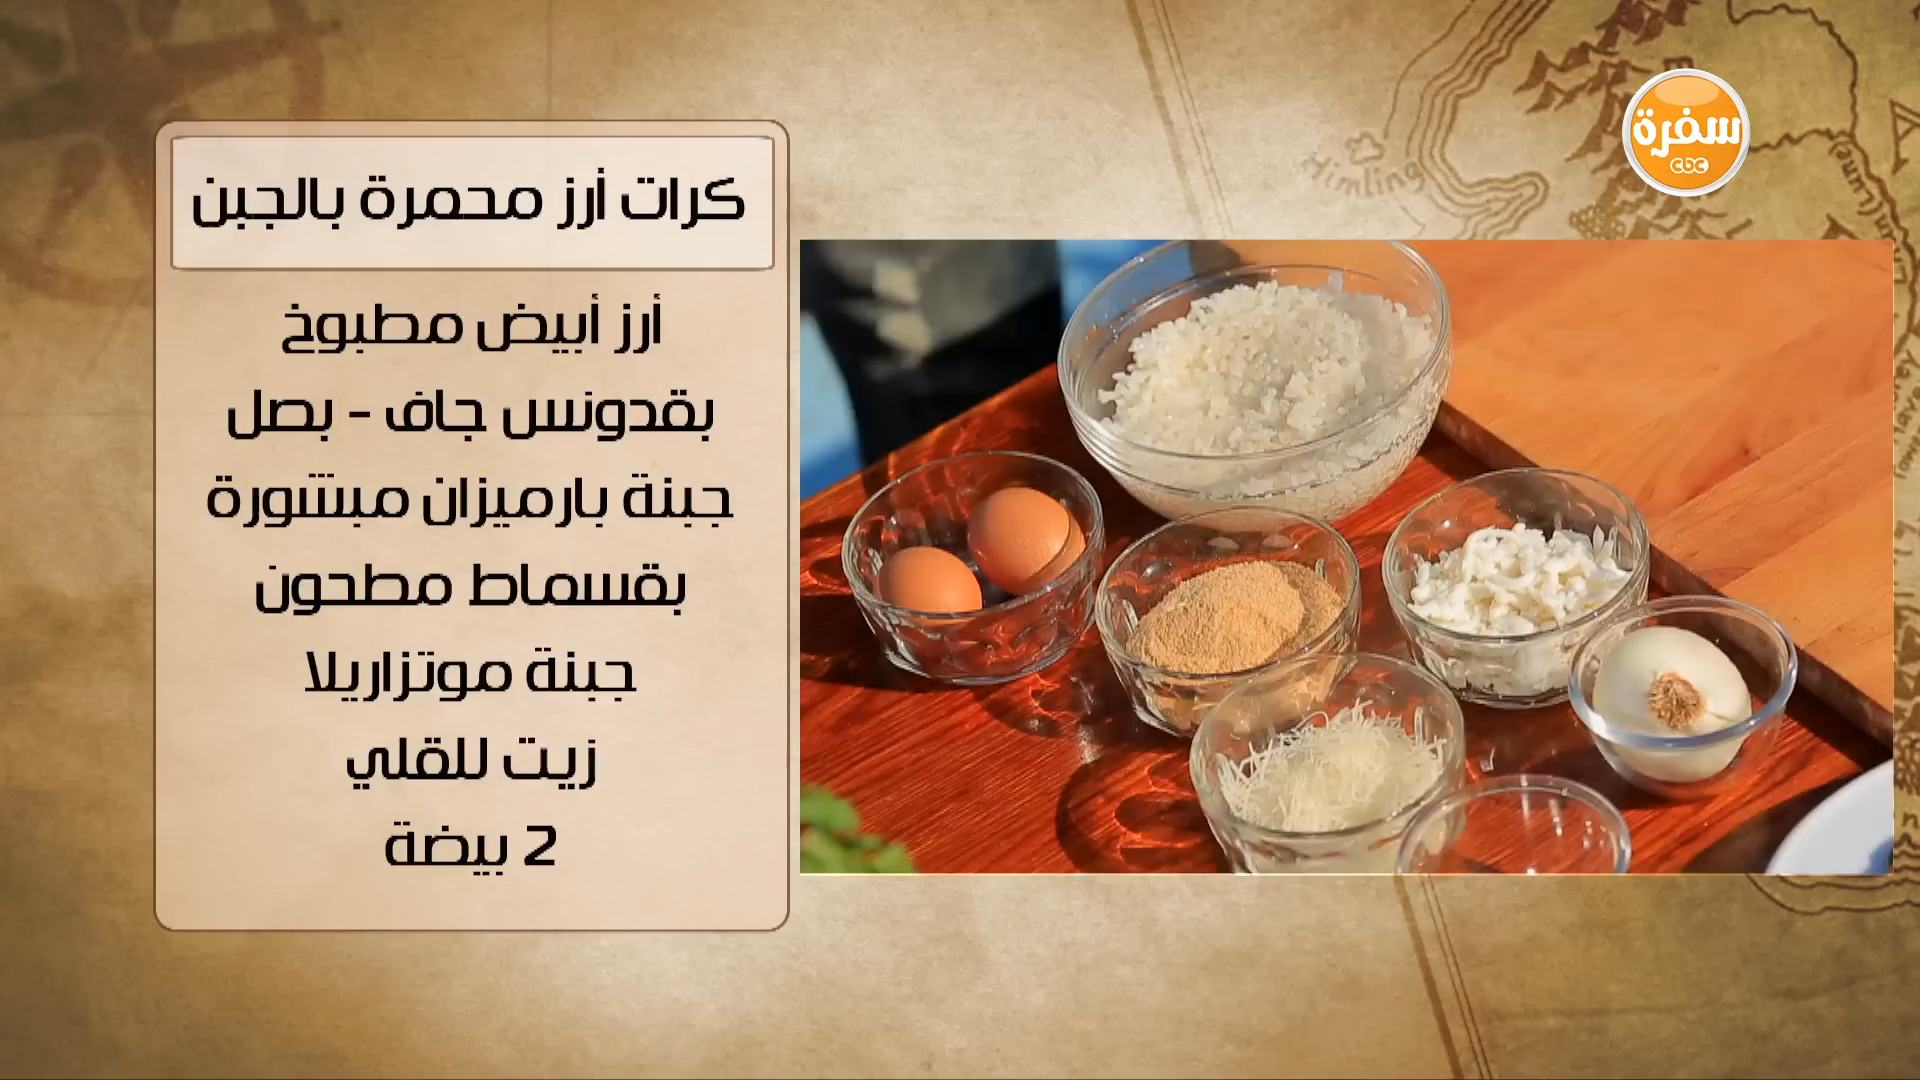 كرات أرز محمرة بالجبن
أرز أبيض مطبوخ
بقدونس جاف - بصل
جبنة بارميزان مبشورة
بقسماط مطحون
جبنة موتزاريلا
زيت للقلي
2 بيضة
سفرة
cbc
Himling